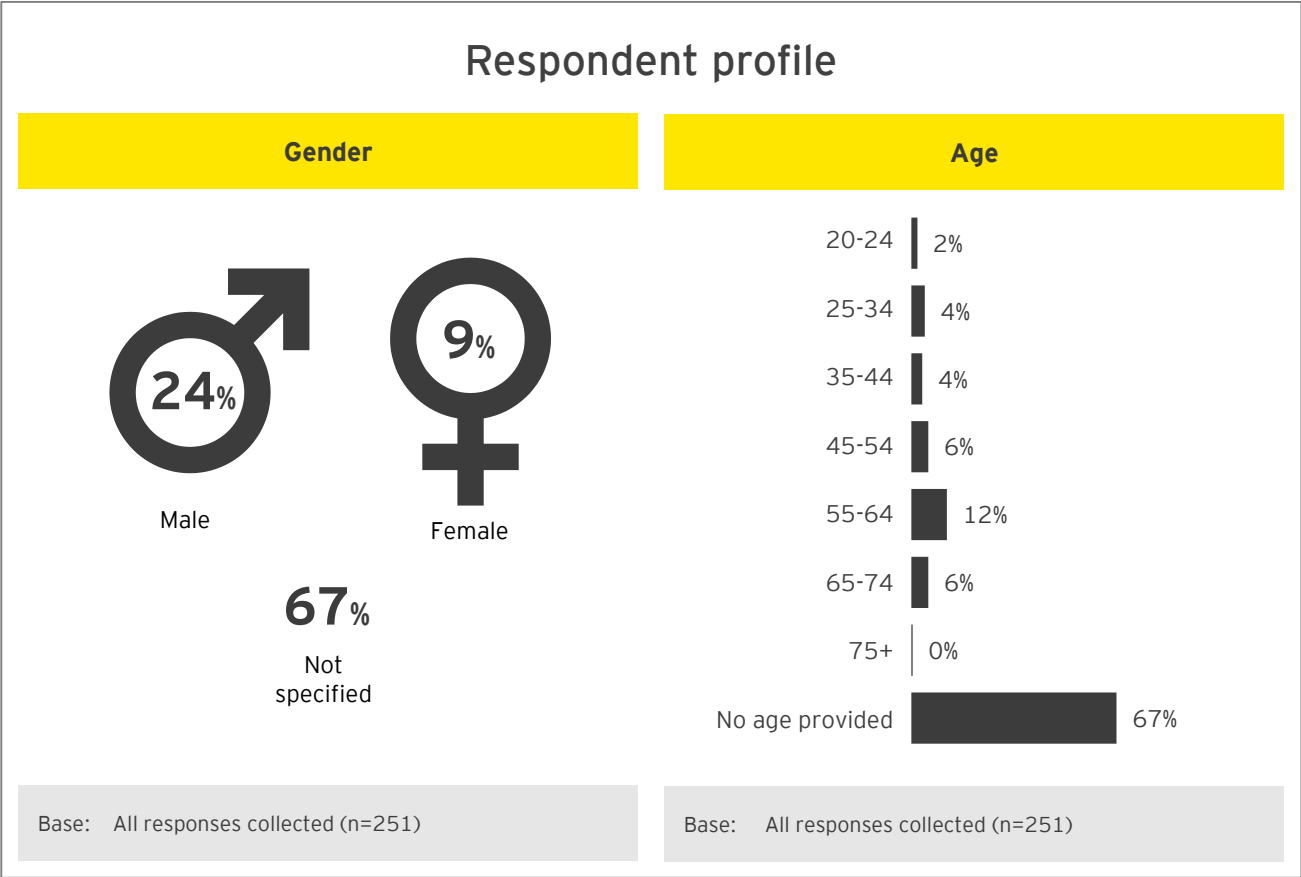 Respondent profile
Gender
24%
Male
9%
Female
67%
Not
specified
Base: All responses collected (n=251)
Age
20-24 2%
25-34 4%
35-44 4%
45-54 6%
55-64 12%
65-74 6%
75+ 0%
No age provided 67%
Base: All responses collected (n=251)